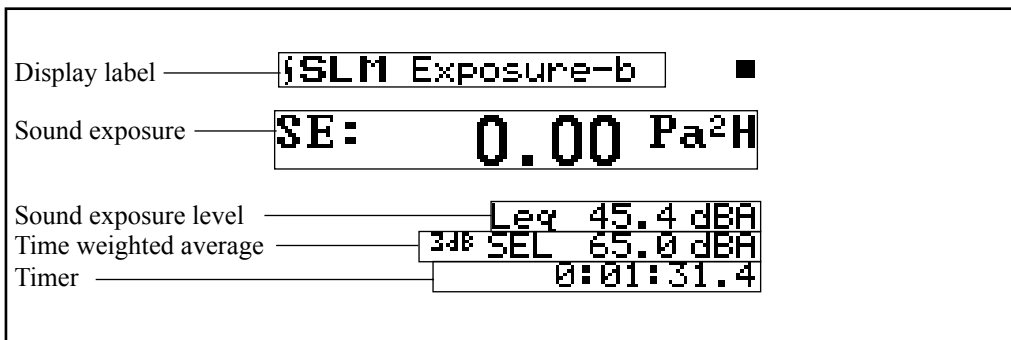 Display label ∫SLM Exposure-b ■
Sound exposure SE: 0.00 Pa²H
Sound exposure level Leq 45.4 dBA
Time weighted average 3dB SEL 65.0 dBA
Timer 0:01:31.4